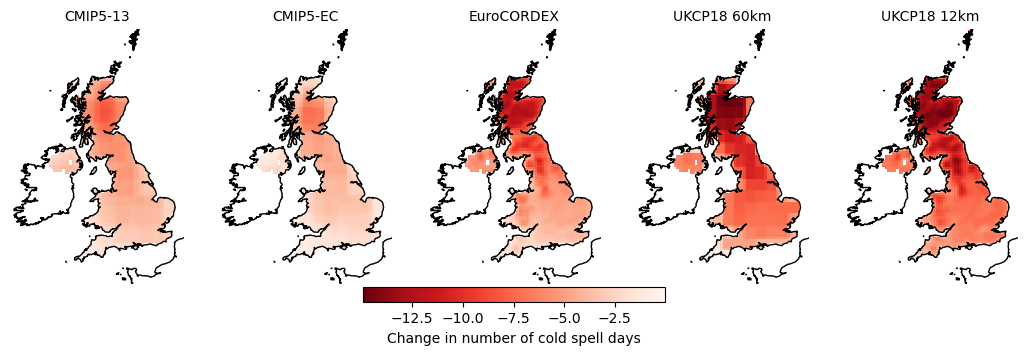 CMIP5-13 CMIP5-EC EuroCORDEX UKCP18 60km UKCP18 12km
−12.5 −10.0 −7.5 −5.0 −2.5
Change in number of cold spell days